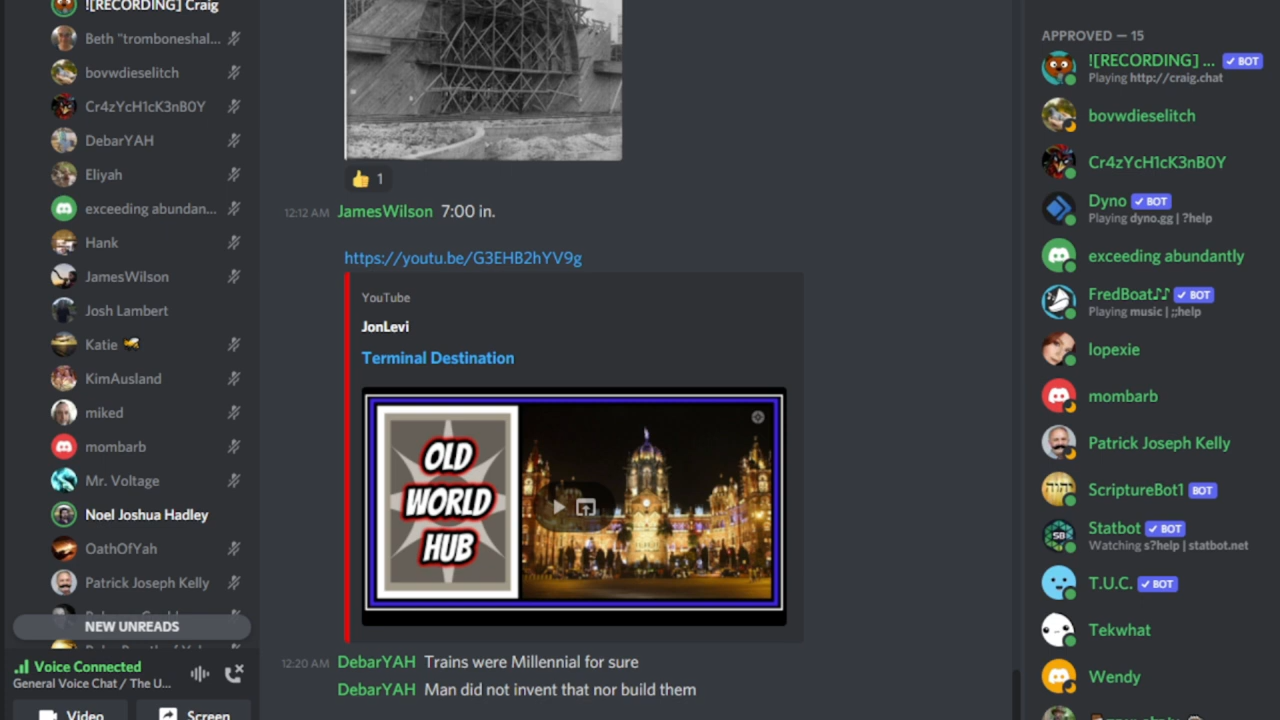 ![RECORDING] Craig
Beth "tromboneshal...
bovwdieselitch
Cr4zYcH1cK3nB0Y
DebarYAH
Eliyah
exceeding abundan...
Hank
JamesWilson
Josh Lambert
Katie
KimAusland
miked
mombarb
Mr. Voltage
Noel Joshua Hadley
OathOfYah
Patrick Joseph Kelly
NEW UNREADS
Voice Connected
General Voice Chat / The U...
Video
Screen
1
12:12 AM JamesWilson 7:00 in.
https://youtu.be/G3EHB2hYV9g
YouTube
JonLevi
Terminal Destination
OLD
WORLD
HUB
12:20 AM DebarYAH Trains were Millennial for sure
DebarYAH Man did not invent that nor build them
APPROVED — 15
![RECORDING] ... BOT
Playing http://craig.chat
bovwdieselitch
Cr4zYcH1cK3nB0Y
Dyno BOT
Playing dyno.gg | ?help
exceeding abundantly
FredBoat♪♪ BOT
Playing music | ;;help
lopexie
mombarb
Patrick Joseph Kelly
יהוה
ScriptureBot1 BOT
SB
Statbot BOT
Watching s?help | statbot.net
T.U.C. BOT
Tekwhat
Wendy